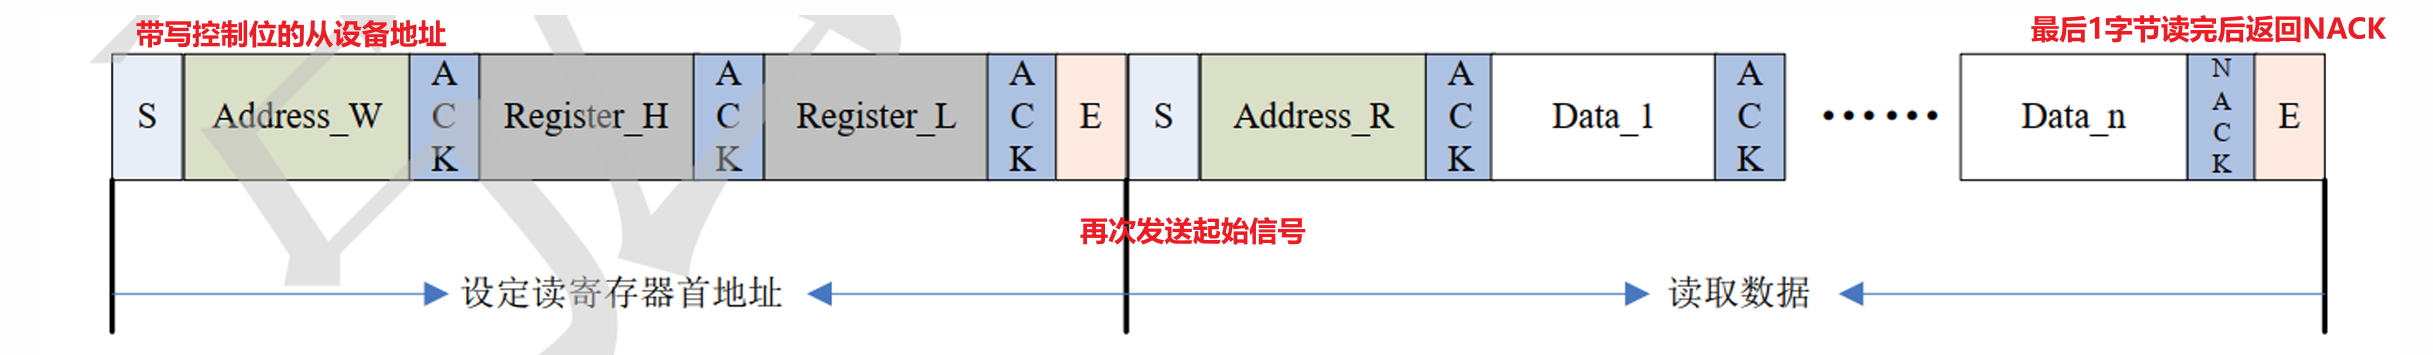 带写控制位的从设备地址
最后1字节读完后返回NACK
S Address_W ACK Register_H ACK Register_L ACK E S Address_R ACK Data_1 ACK …… Data_n NACK E
再次发送起始信号
设定读寄存器首地址 读取数据